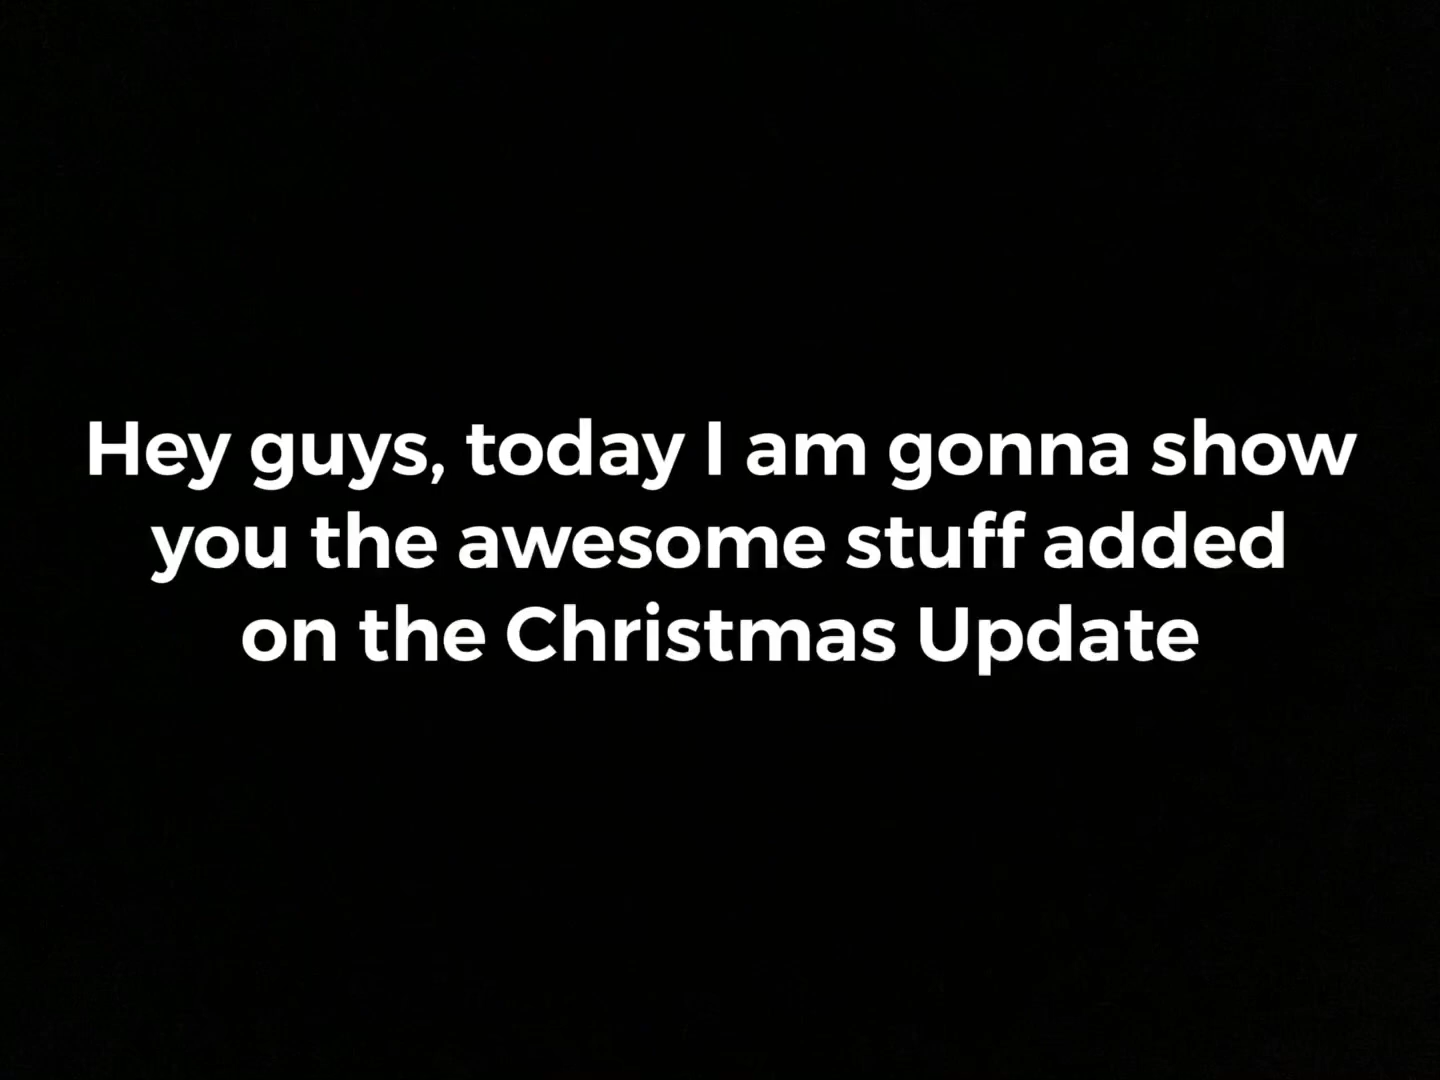 Hey guys, today I am gonna show
you the awesome stuff added
on the Christmas Update